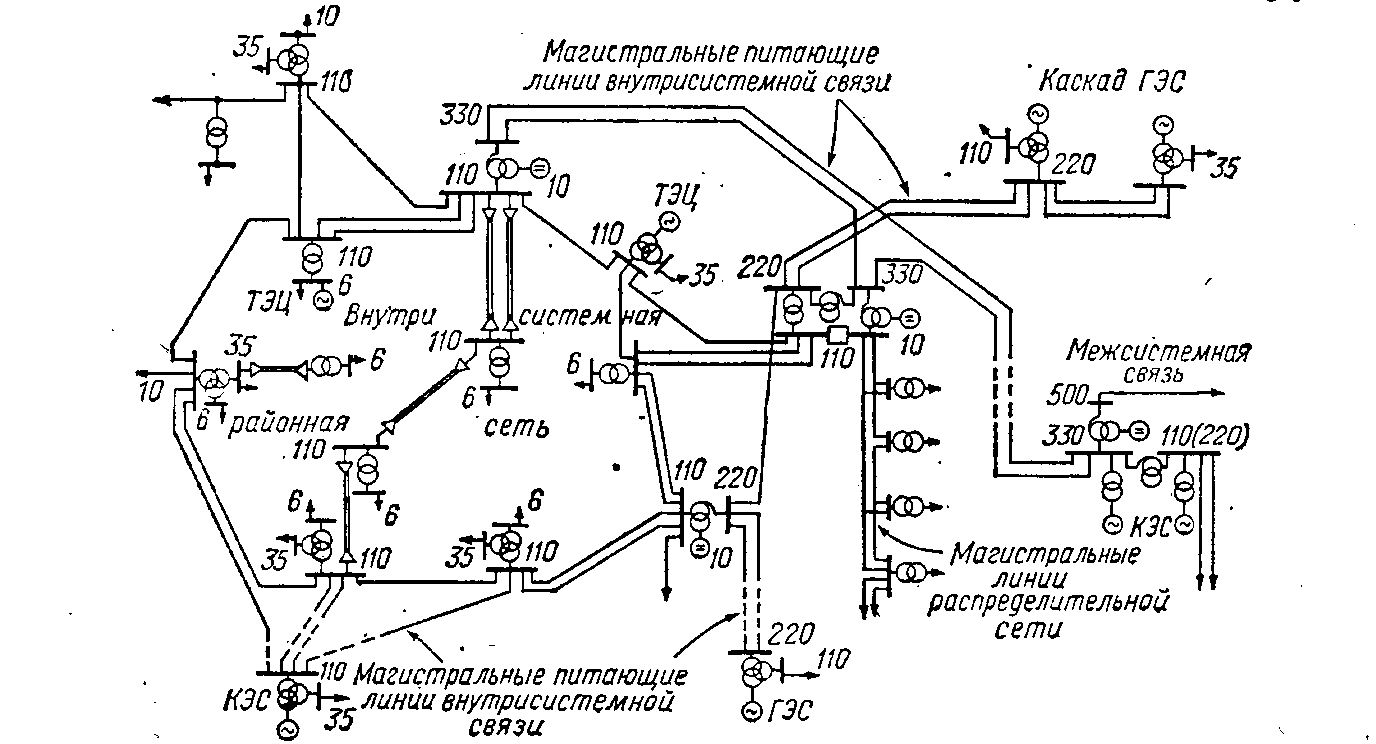 10
35
110
Магистральные питающие
линии внутрисистемной связи
Каскад ГЭС
330
110
10
ТЭЦ
110
35
110
220
35
110
6
ТЭЦ
220
330
Внутри
системная
110
110
10
Межсистемная
связь
35
6
10
6
районная
6
сеть
6
500
330
110(220)
110
6
110
220
10
КЭС
6
35
110
6
35
110
Магистральные
линии
распределительной
сети
220
110
ГЭС
110
КЭС
35
Магистральные питающие
линии внутрисистемной
связи